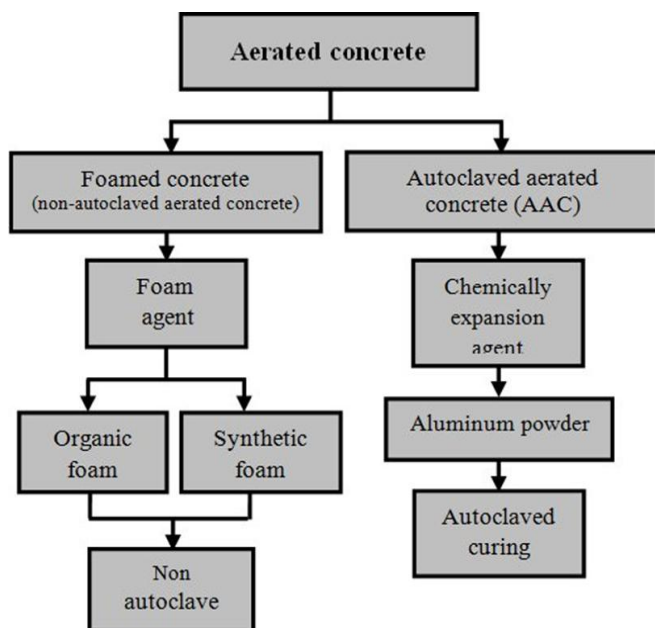 Aerated concrete
Foamed concrete
(non-autoclaved aerated concrete)
Autoclaved aerated
concrete (AAC)
Foam
agent
Chemically
expansion
agent
Organic
foam
Synthetic
foam
Aluminum powder
Non
autoclave
Autoclaved
curing